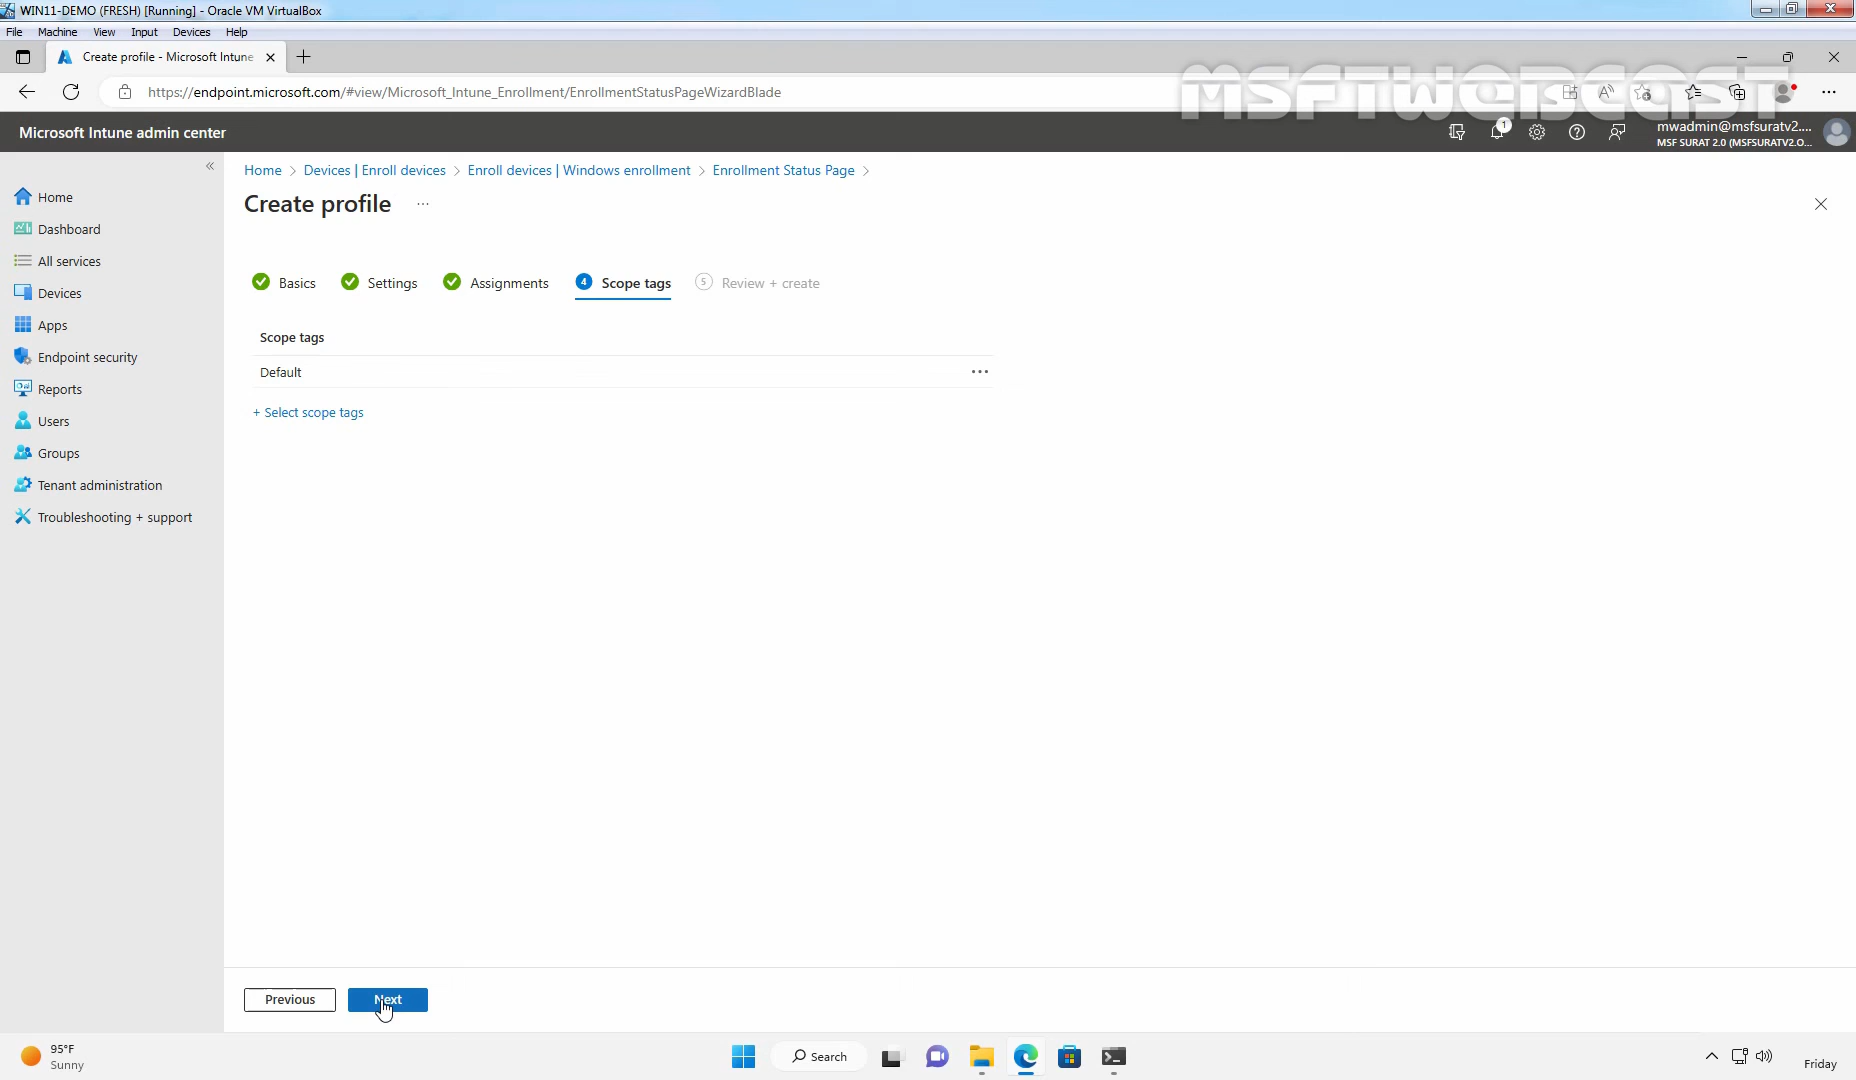 WIN11-DEMO (FRESH) [Running] - Oracle VM VirtualBox
File Machine View Input Devices Help
Create profile - Microsoft Intune
https://endpoint.microsoft.com/#view/Microsoft_Intune_Enrollment/EnrollmentStatusPageWizardBlade
MSFTWEBCAST
Microsoft Intune admin center
1
mwadmin@msfsuratv2....
MSF SURAT 2.0 (MSFSURATV2.O...
Home > Devices | Enroll devices > Enroll devices | Windows enrollment > Enrollment Status Page >
Create profile ...
Home
Dashboard
All services
Devices
Apps
Endpoint security
Reports
Users
Groups
Tenant administration
Troubleshooting + support
Basics
Settings
Assignments
4 Scope tags
5 Review + create
Scope tags
Default
+ Select scope tags
Previous
Next
95°F
Sunny
Search
Friday